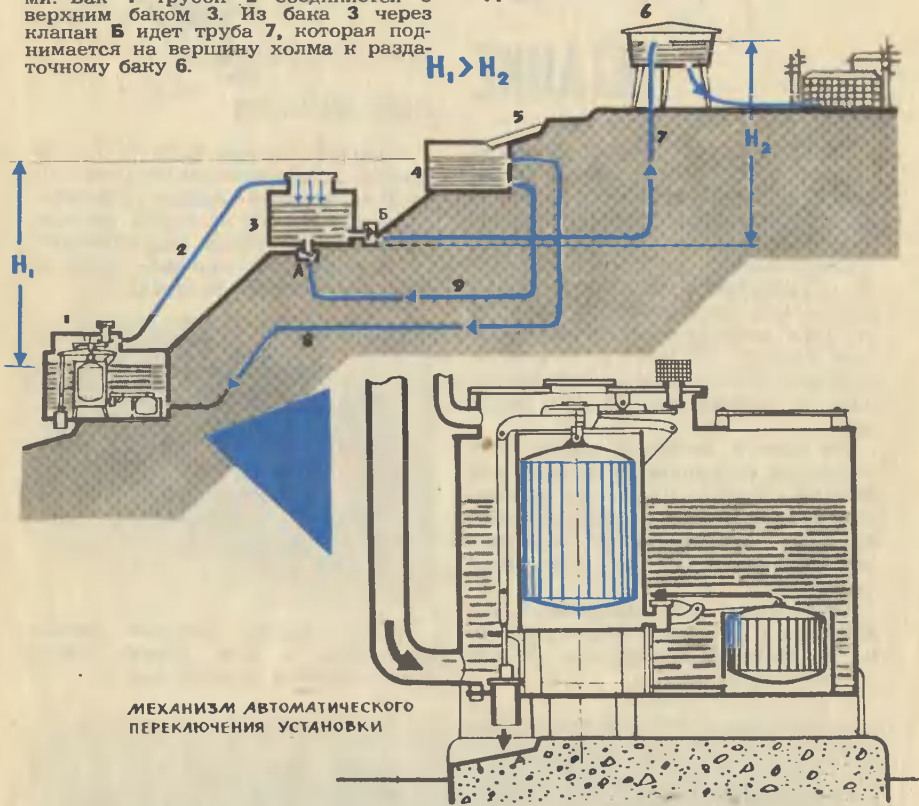 верхним баком 3. Из бака 3 через
клапан Б идет труба 7, которая под-
нимается на вершину холма к разда-
точному баку 6.
H₁ > H₂
6
5
7
H₂
4
3
Б
2
A
9
H₁
1
8
МЕХАНИЗМ АВТОМАТИЧЕСКОГО
ПЕРЕКЛЮЧЕНИЯ УСТАНОВКИ